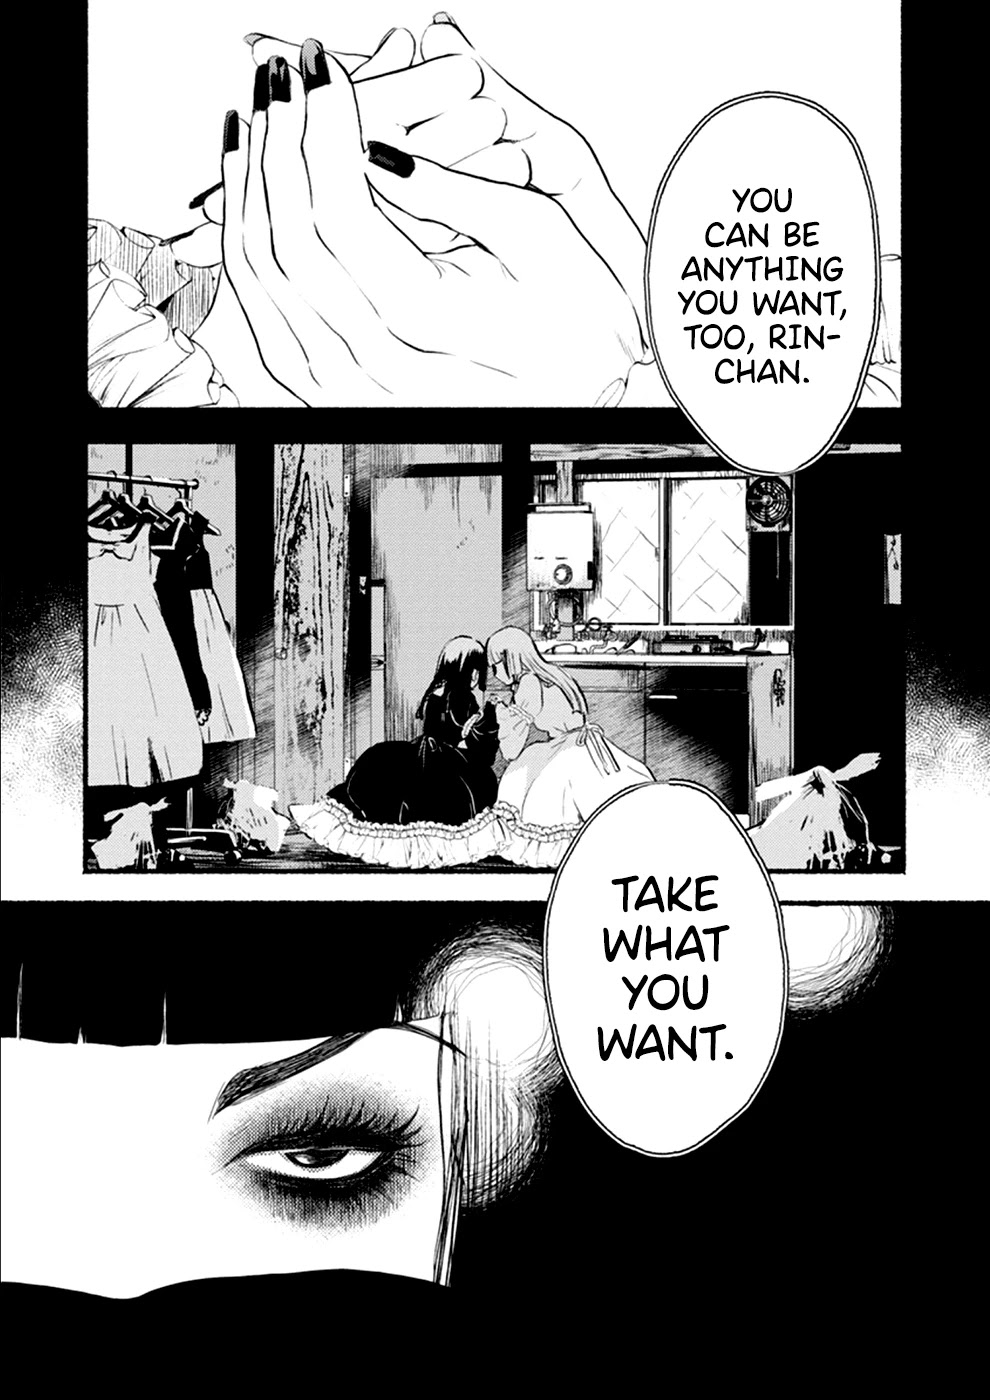 YOU
CAN BE
ANYTHING
YOU WANT,
TOO, RIN-
CHAN.
TAKE
WHAT
YOU
WANT.